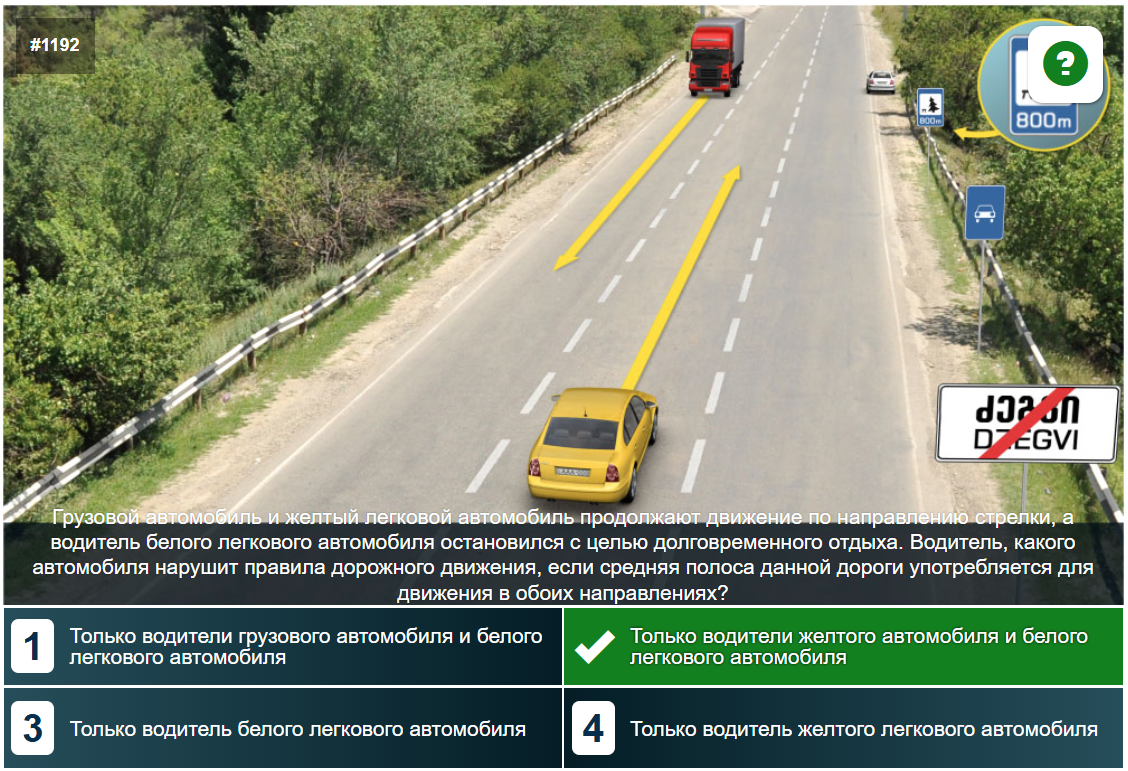 #1192
?
800m
800m
ძეგვი
DZEGVI
Грузовой автомобиль и желтый легковой автомобиль продолжают движение по направлению стрелки, а
водитель белого легкового автомобиля остановился с целью долговременного отдыха. Водитель, какого
автомобиля нарушит правила дорожного движения, если средняя полоса данной дороги употребляется для
движения в обоих направлениях?
1
Только водители грузового автомобиля и белого
легкового автомобиля
Только водители желтого автомобиля и белого
легкового автомобиля
3
Только водитель белого легкового автомобиля
4
Только водитель желтого легкового автомобиля